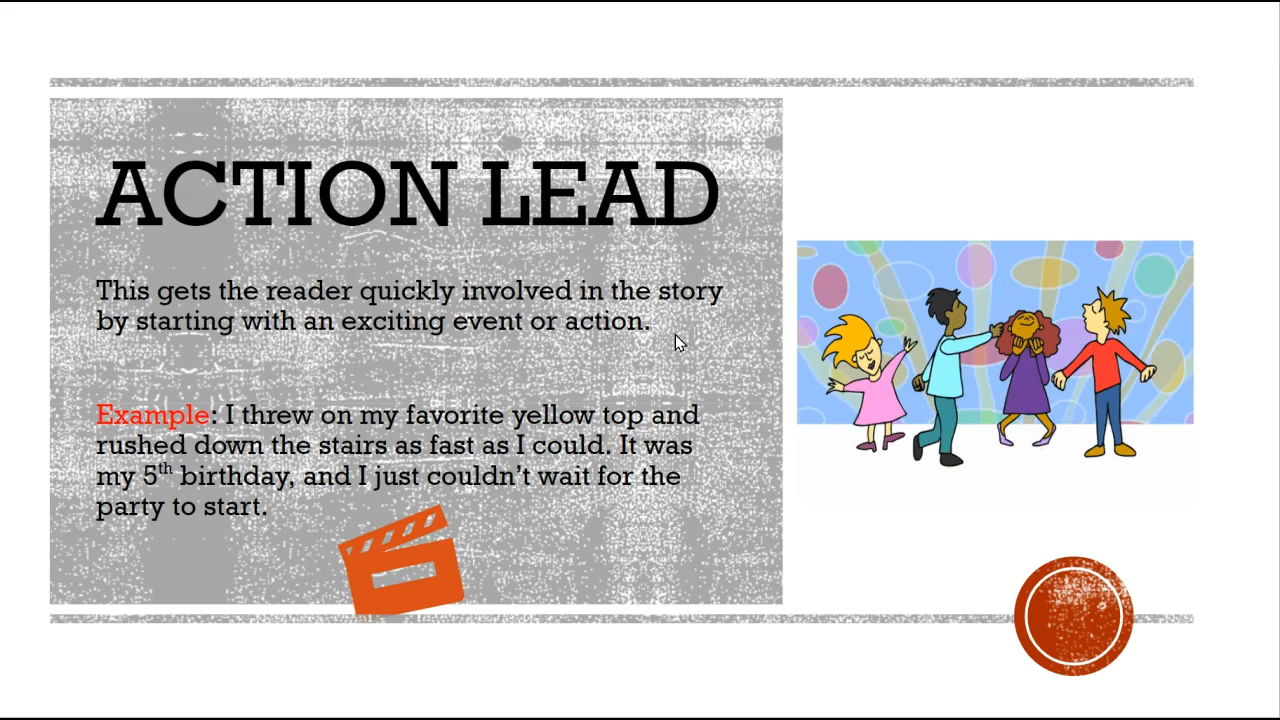 ACTION LEAD
This gets the reader quickly involved in the story
by starting with an exciting event or action.
Example: I threw on my favorite yellow top and
rushed down the stairs as fast as I could. It was
my 5th birthday, and I just couldn’t wait for the
party to start.